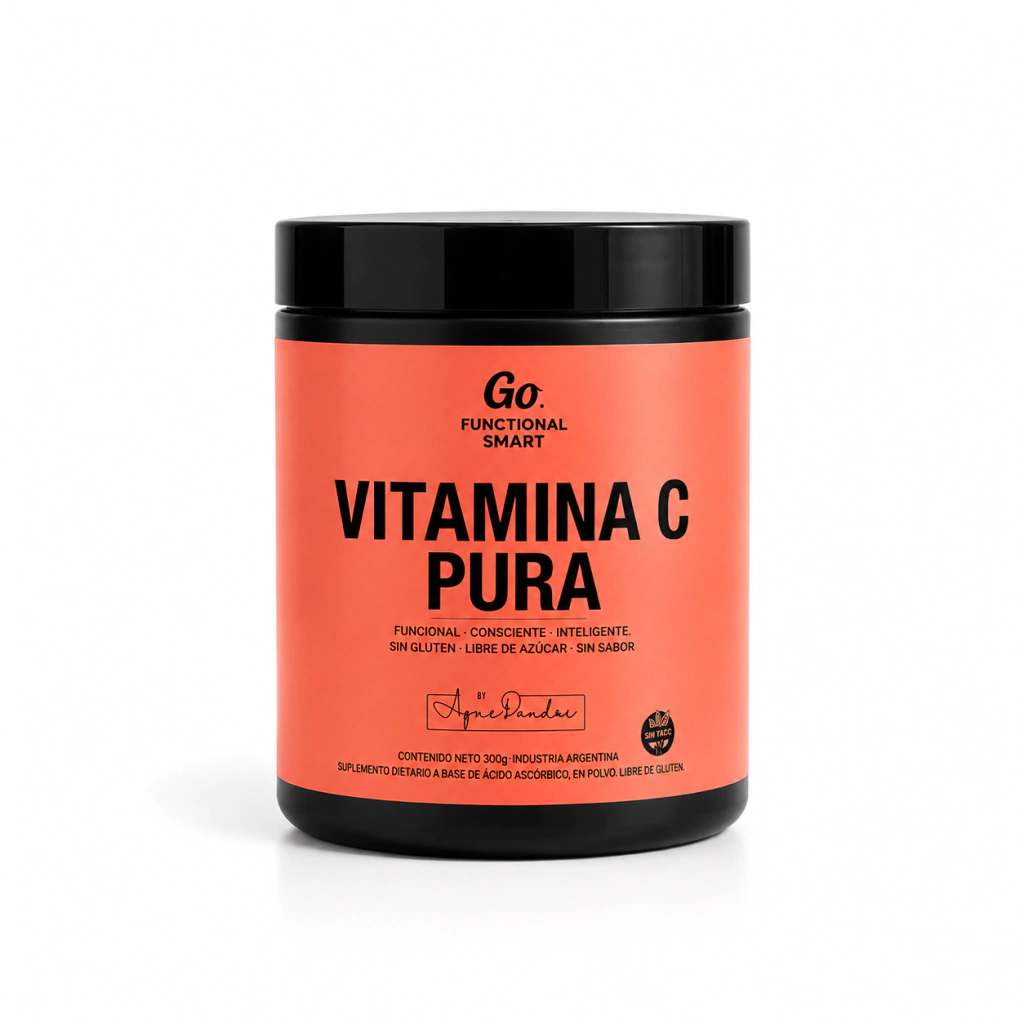 Go.
FUNCTIONAL
SMART
VITAMINA C
PURA
FUNCIONAL · CONSCIENTE · INTELIGENTE.
SIN GLUTEN · LIBRE DE AZÚCAR · SIN SABOR
BY
SIN TACC
CONTENIDO NETO 300g · INDUSTRIA ARGENTINA
SUPLEMENTO DIETARIO A BASE DE ÁCIDO ASCÓRBICO, EN POLVO. LIBRE DE GLUTEN.